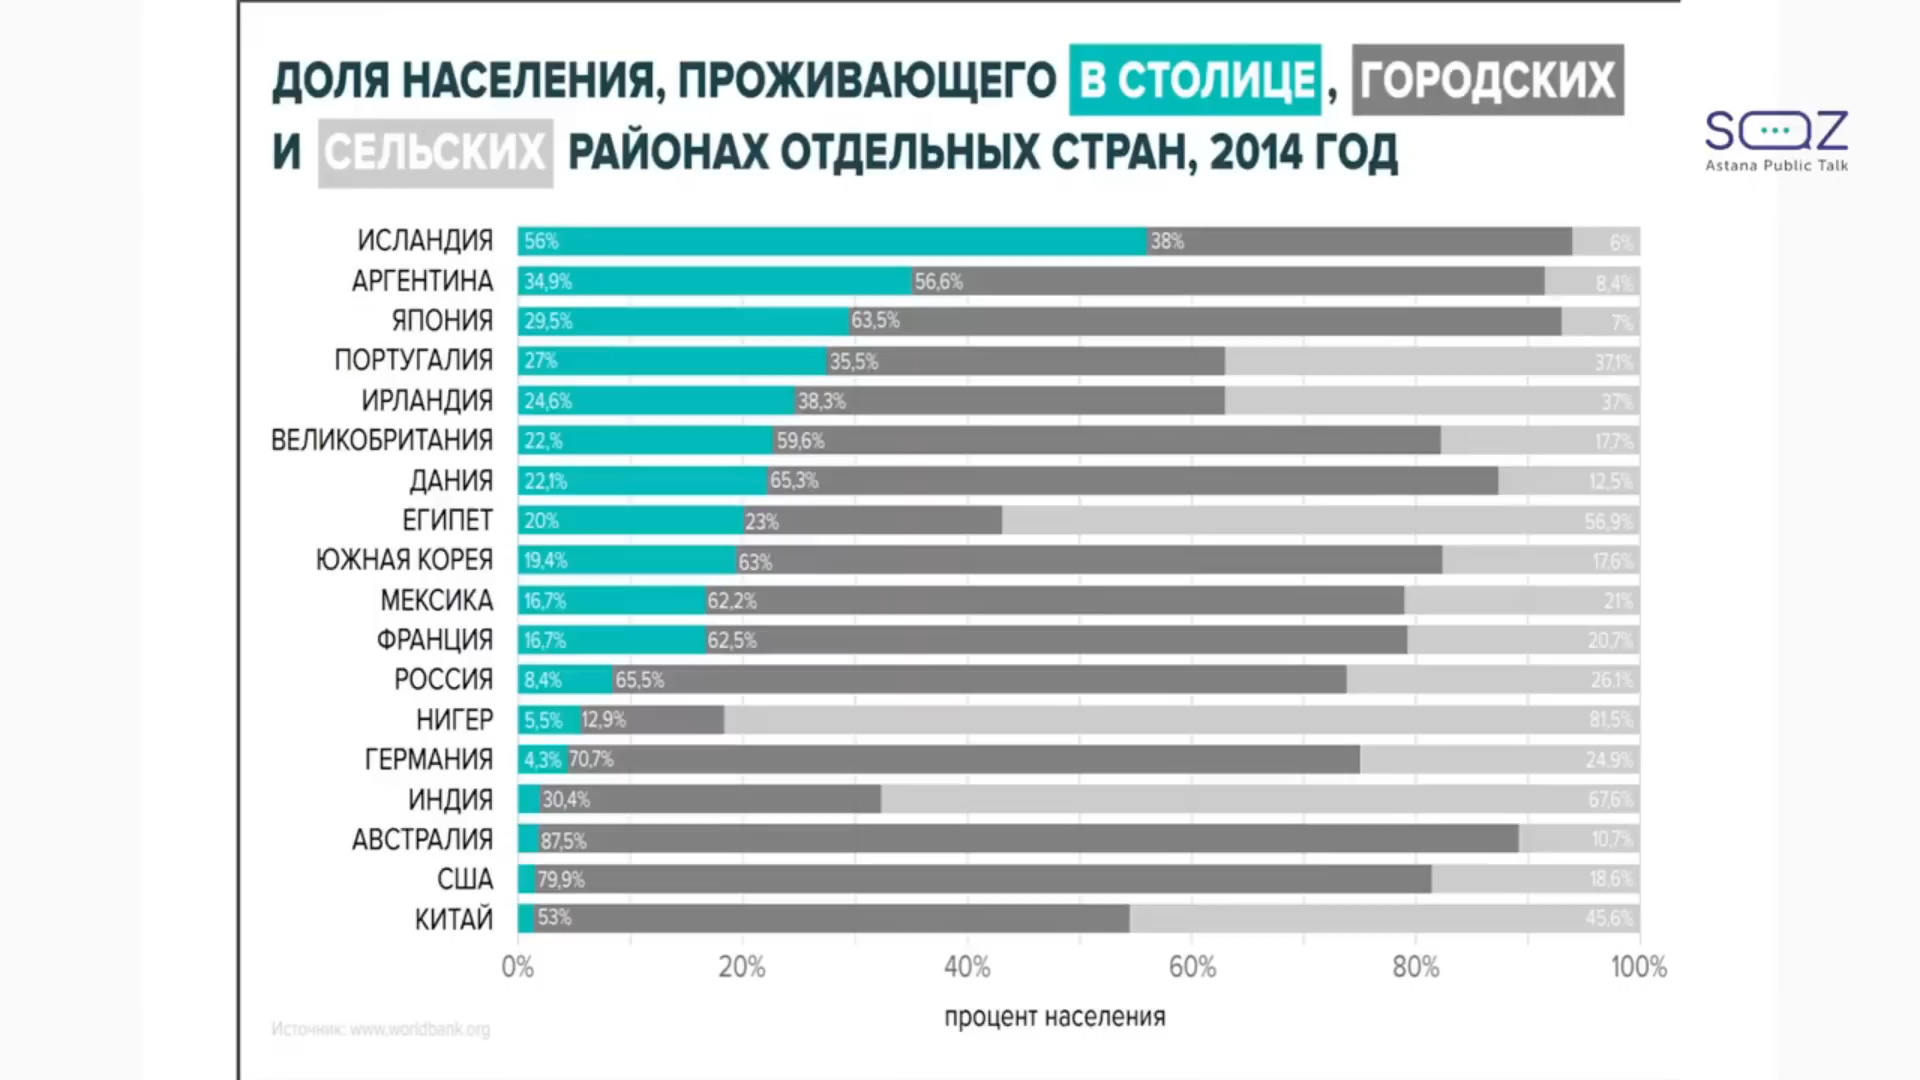 ДОЛЯ НАСЕЛЕНИЯ, ПРОЖИВАЮЩЕГО В СТОЛИЦЕ, ГОРОДСКИХ
И СЕЛЬСКИХ РАЙОНАХ ОТДЕЛЬНЫХ СТРАН, 2014 ГОД
SOZ
Astana Public Talk
ИСЛАНДИЯ 56% 38% 6%
АРГЕНТИНА 34,9% 56,6% 8,4%
ЯПОНИЯ 29,5% 63,5% 7%
ПОРТУГАЛИЯ 27% 35,5% 37,1%
ИРЛАНДИЯ 24,6% 38,3% 37%
ВЕЛИКОБРИТАНИЯ 22,% 59,6% 17,7%
ДАНИЯ 22,1% 65,3% 12,5%
ЕГИПЕТ 20% 23% 56,9%
ЮЖНАЯ КОРЕЯ 19,4% 63% 17,6%
МЕКСИКА 16,7% 62,2% 21%
ФРАНЦИЯ 16,7% 62,5% 20,7%
РОССИЯ 8,4% 65,5% 26.1%
НИГЕР 5,5% 12,9% 81,5%
ГЕРМАНИЯ 4,3% 70,7% 24.9%
ИНДИЯ 30,4% 67,6%
АВСТРАЛИЯ 87,5% 10,7%
США 79,9% 18,6%
КИТАЙ 53% 45,6%
0% 20% 40% 60% 80% 100%
процент населения
Источник: www.worldbank.org